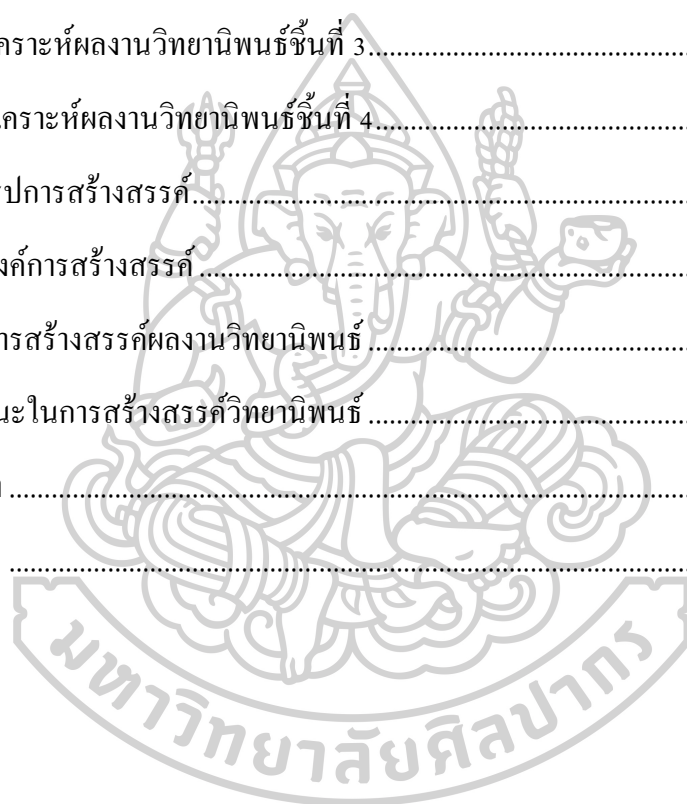 คราะห์ผลงานวิทยานิพนธ์ชิ้นที่ 3................................................
เคราะห์ผลงานวิทยานิพนธ์ชิ้นที่ 4................................................
รุปการสร้างสรรค์................................................
งค์การสร้างสรรค์ ................................................
ารสร้างสรรค์ผลงานวิทยานิพนธ์ ................................................
นะในการสร้างสรรค์วิทยานิพนธ์ ................................................
................................................
มหาวิทยาลัยศิลปากร